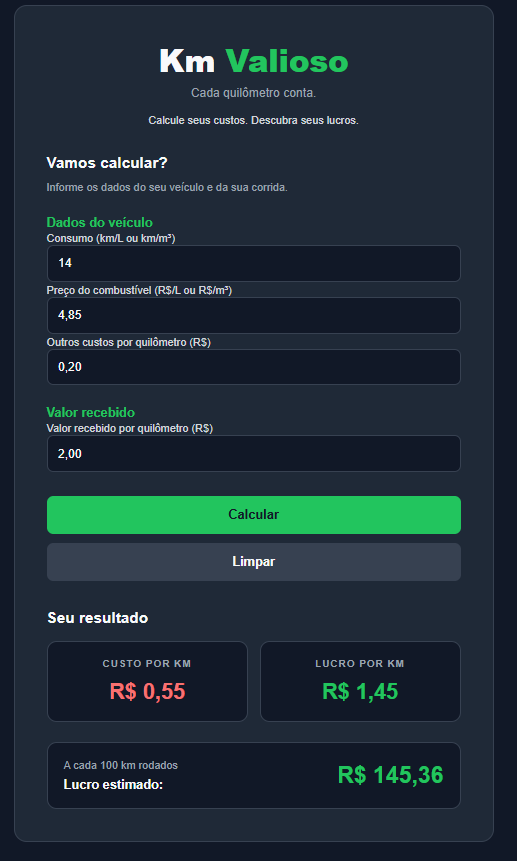 Km Valioso
Cada quilômetro conta.
Calcule seus custos. Descubra seus lucros.
Vamos calcular?
Informe os dados do seu veículo e da sua corrida.
Dados do veículo
Consumo (km/L ou km/m³)
14
Preço do combustível (R$/L ou R$/m³)
4,85
Outros custos por quilômetro (R$)
0,20
Valor recebido
Valor recebido por quilômetro (R$)
2,00
Calcular
Limpar
Seu resultado
CUSTO POR KM
R$ 0,55
LUCRO POR KM
R$ 1,45
A cada 100 km rodados
Lucro estimado:
R$ 145,36